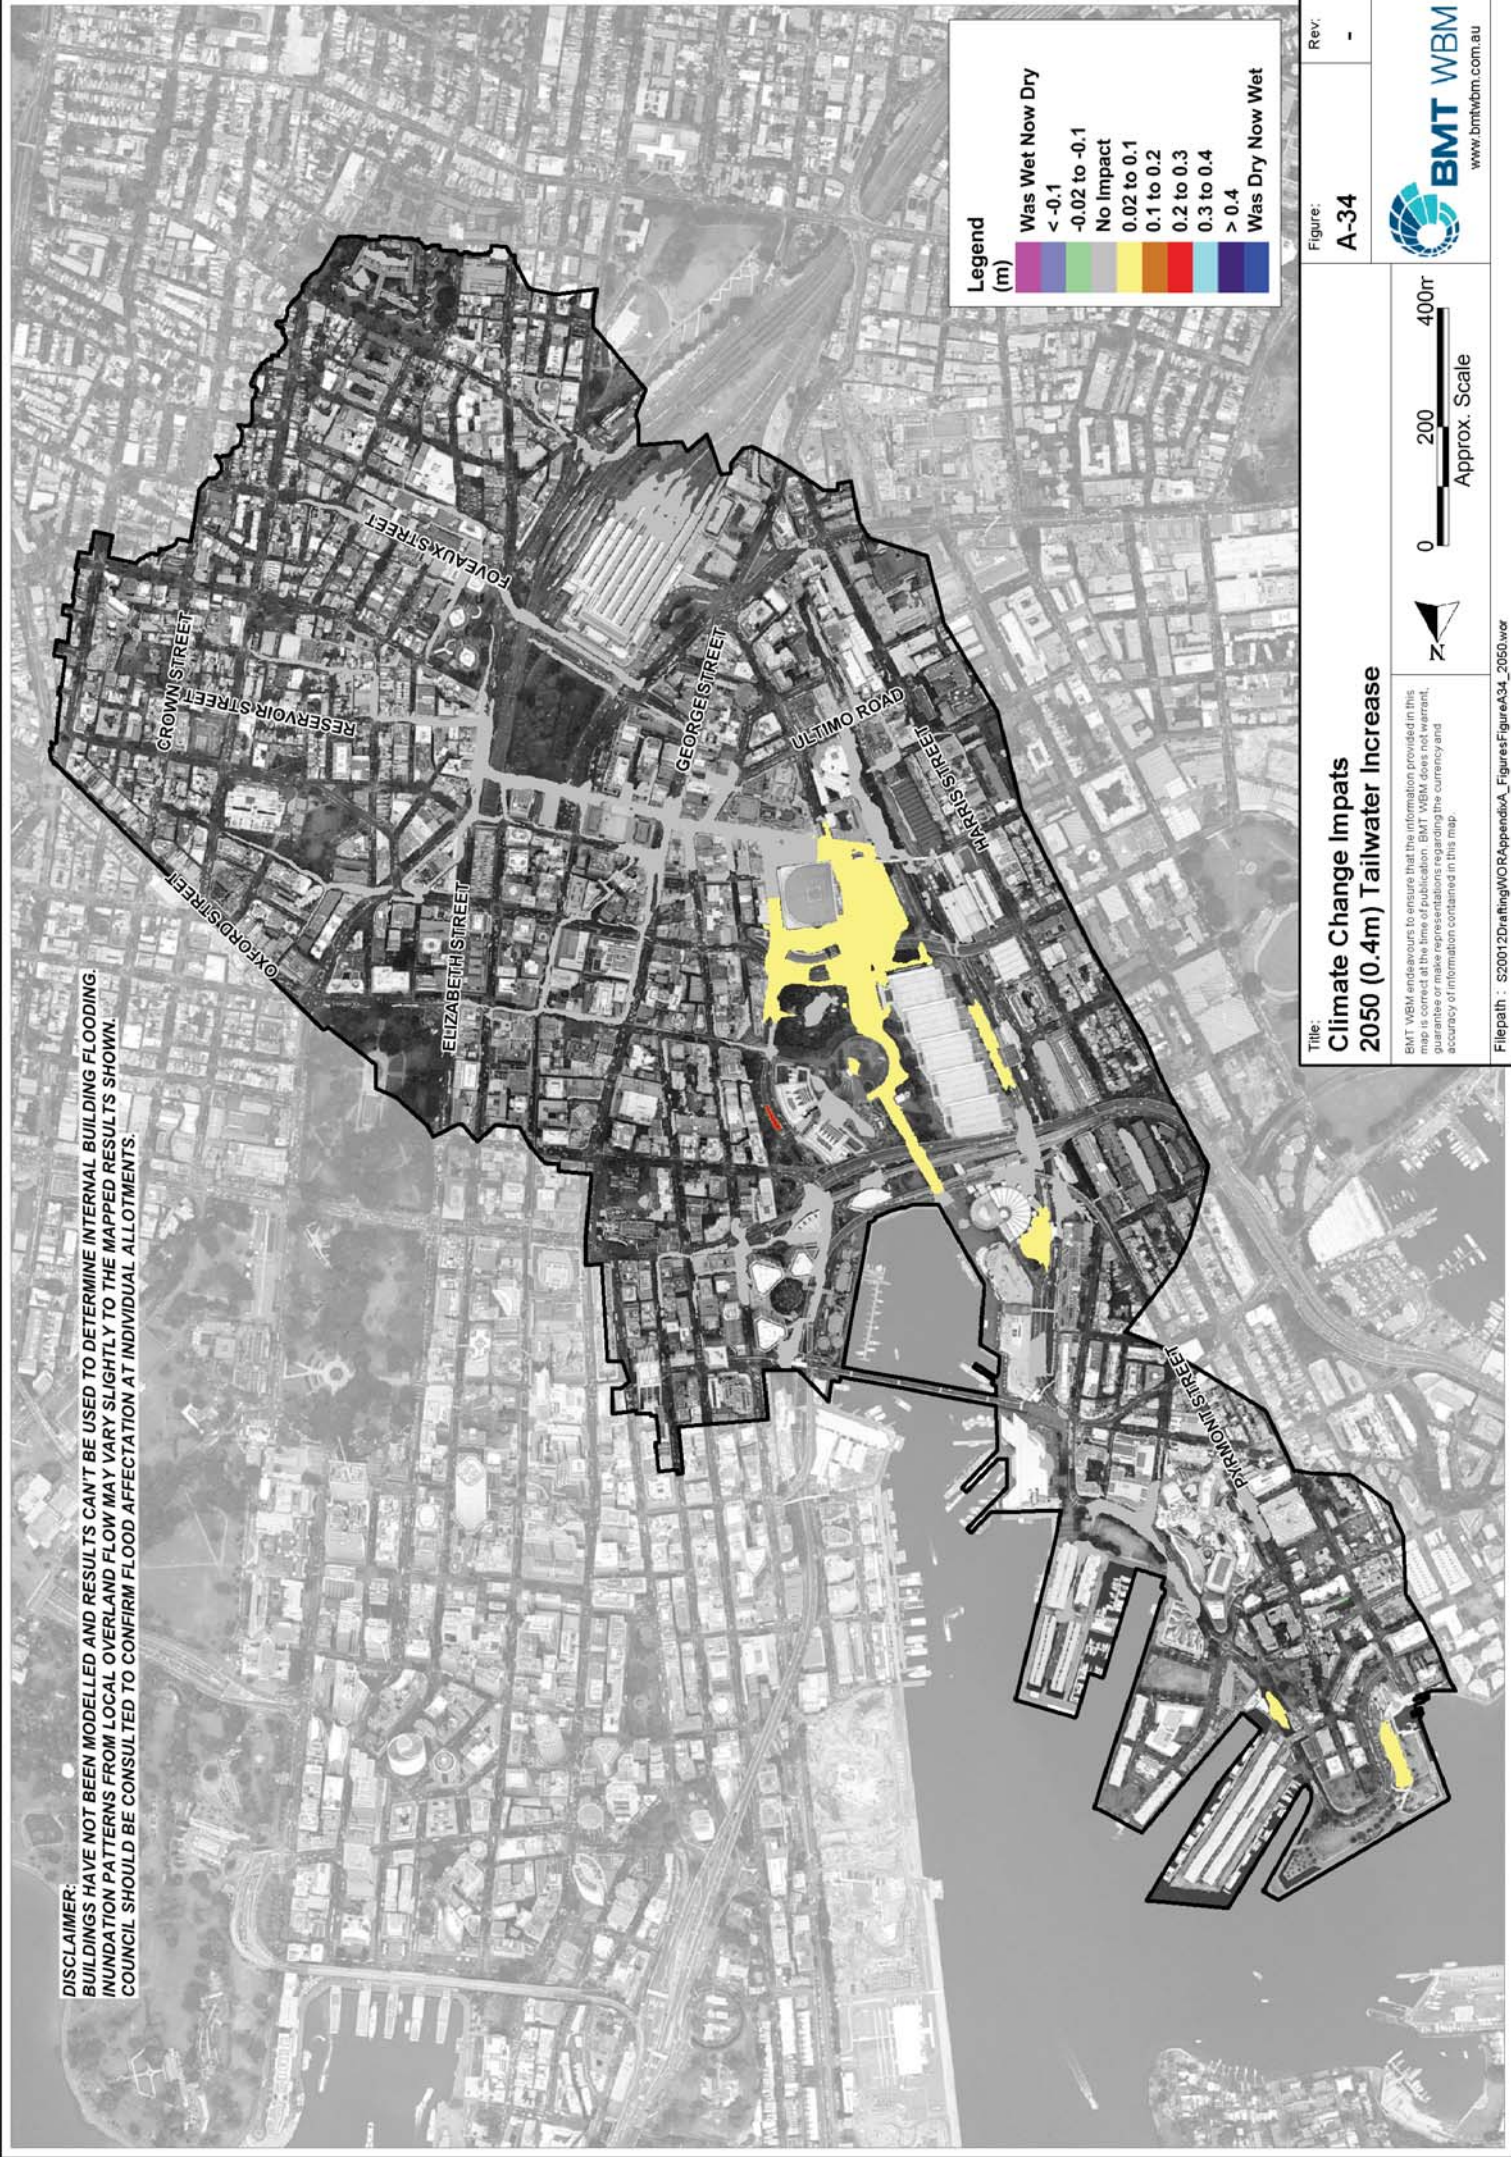 DISCLAIMER:
BUILDINGS HAVE NOT BEEN MODELLED AND RESULTS CAN'T BE USED TO DETERMINE INTERNAL BUILDING FLOODING.
INUNDATION PATTERNS FROM LOCAL OVERLAND FLOW MAY VARY SLIGHTLY TO THE MAPPED RESULTS SHOWN.
COUNCIL SHOULD BE CONSULTED TO CONFIRM FLOOD AFFECTATION AT INDIVIDUAL ALLOTMENTS.
OXFORD STREET
CROWN STREET
RESERVOIR STREET
FOVEAUX STREET
ELIZABETH STREET
GEORGE STREET
ULTIMO ROAD
HARRIS STREET
PYRMONT STREET
Legend
(m)
Was Wet Now Dry
< -0.1
-0.02 to -0.1
No Impact
0.02 to 0.1
0.1 to 0.2
0.2 to 0.3
0.3 to 0.4
> 0.4
Was Dry Now Wet
Title:
Climate Change Impats
2050 (0.4m) Tailwater Increase
Figure:
A-34
Rev:
-
BMT WBM endeavours to ensure that the information provided in this
map is correct at the time of publication. BMT WBM does not warrant,
guarantee or make representations regarding the currency and
accuracy of information contained in this map.
N
0 200 400m
Approx. Scale
BMT WBM
www.bmtwbm.com.au
Filepath : S20012DraftingWORAppendixA_FiguresFigureA34_2050.wor